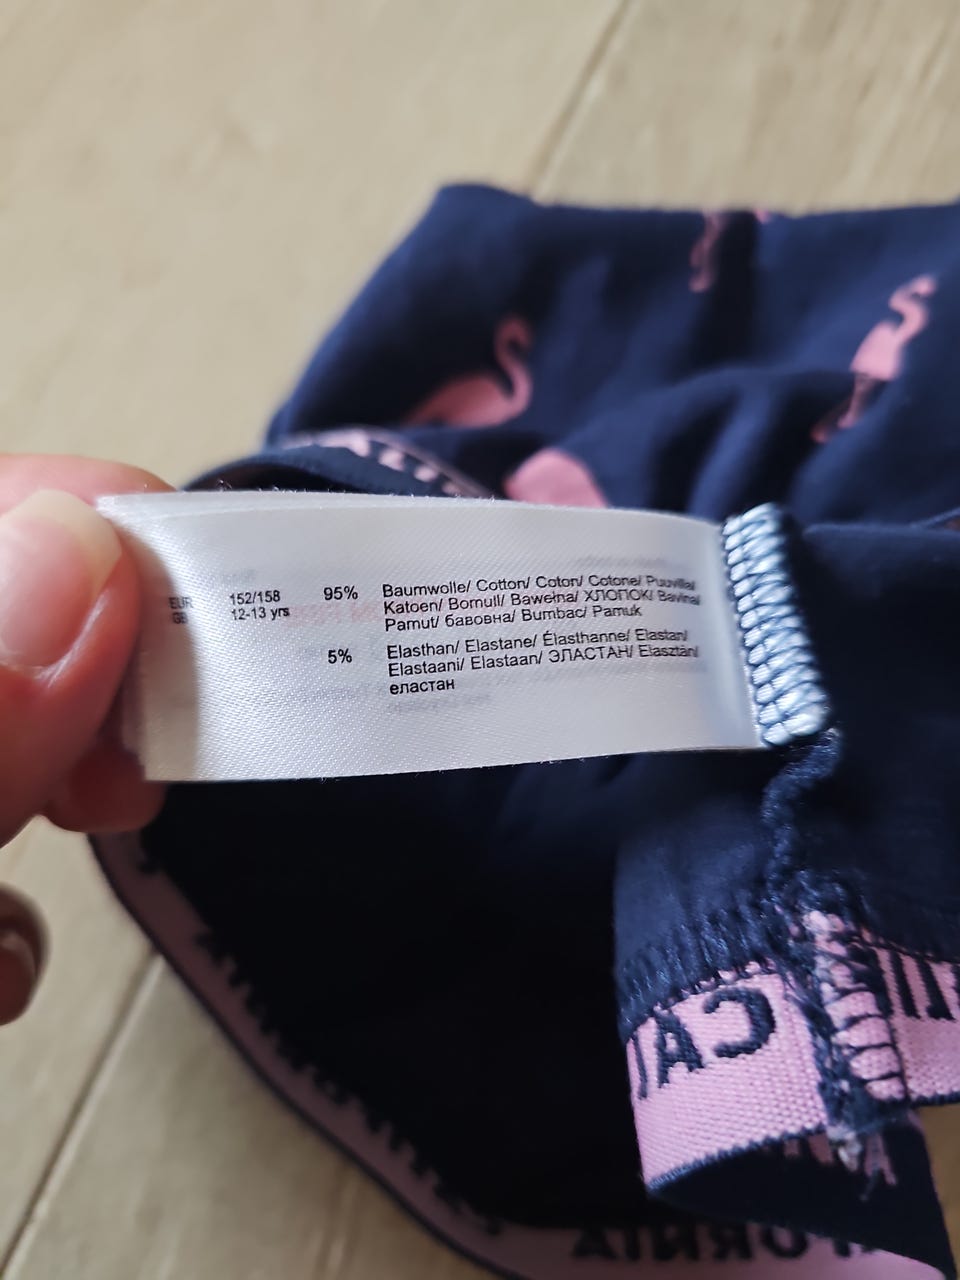 EUR 152/158 95% Baumwolle/ Cotton/ Coton/ Cotone/ Puuvilla/
GB 12-13 yrs Katoen/ Bomull/ Bawełna/ ХЛОПОК/ Bavlna/
Pamut/ бавовна/ Bumbac/ Pamuk
5% Elasthan/ Elastane/ Élasthanne/ Elastan/
Elastaani/ Elastaan/ ЭЛАСТАН/ Elasztán/
еластан
CAL